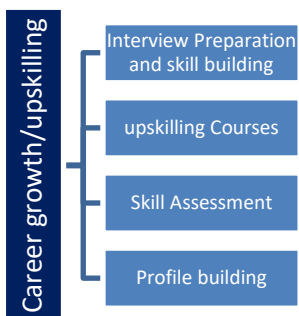 Career growth/upskilling
Interview Preparation
and skill building
upskilling Courses
Skill Assessment
Profile building